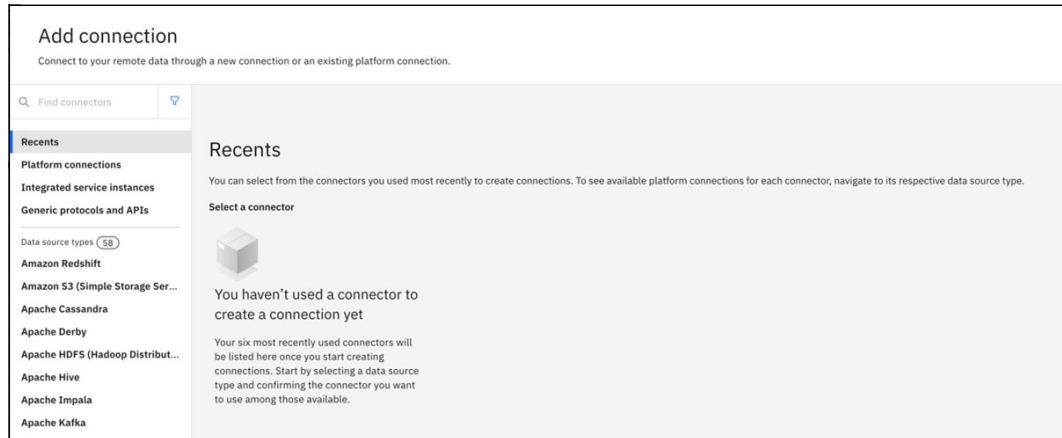 Add connection
Connect to your remote data through a new connection or an existing platform connection.
Find connectors
Recents
Platform connections
Integrated service instances
Generic protocols and APIs
Data source types 58
Amazon Redshift
Amazon S3 (Simple Storage Ser...
Apache Cassandra
Apache Derby
Apache HDFS (Hadoop Distribut...
Apache Hive
Apache Impala
Apache Kafka
Recents
You can select from the connectors you used most recently to create connections. To see available platform connections for each connector, navigate to its respective data source type.
Select a connector
You haven't used a connector to
create a connection yet
Your six most recently used connectors will
be listed here once you start creating
connections. Start by selecting a data source
type and confirming the connector you want
to use among those available.